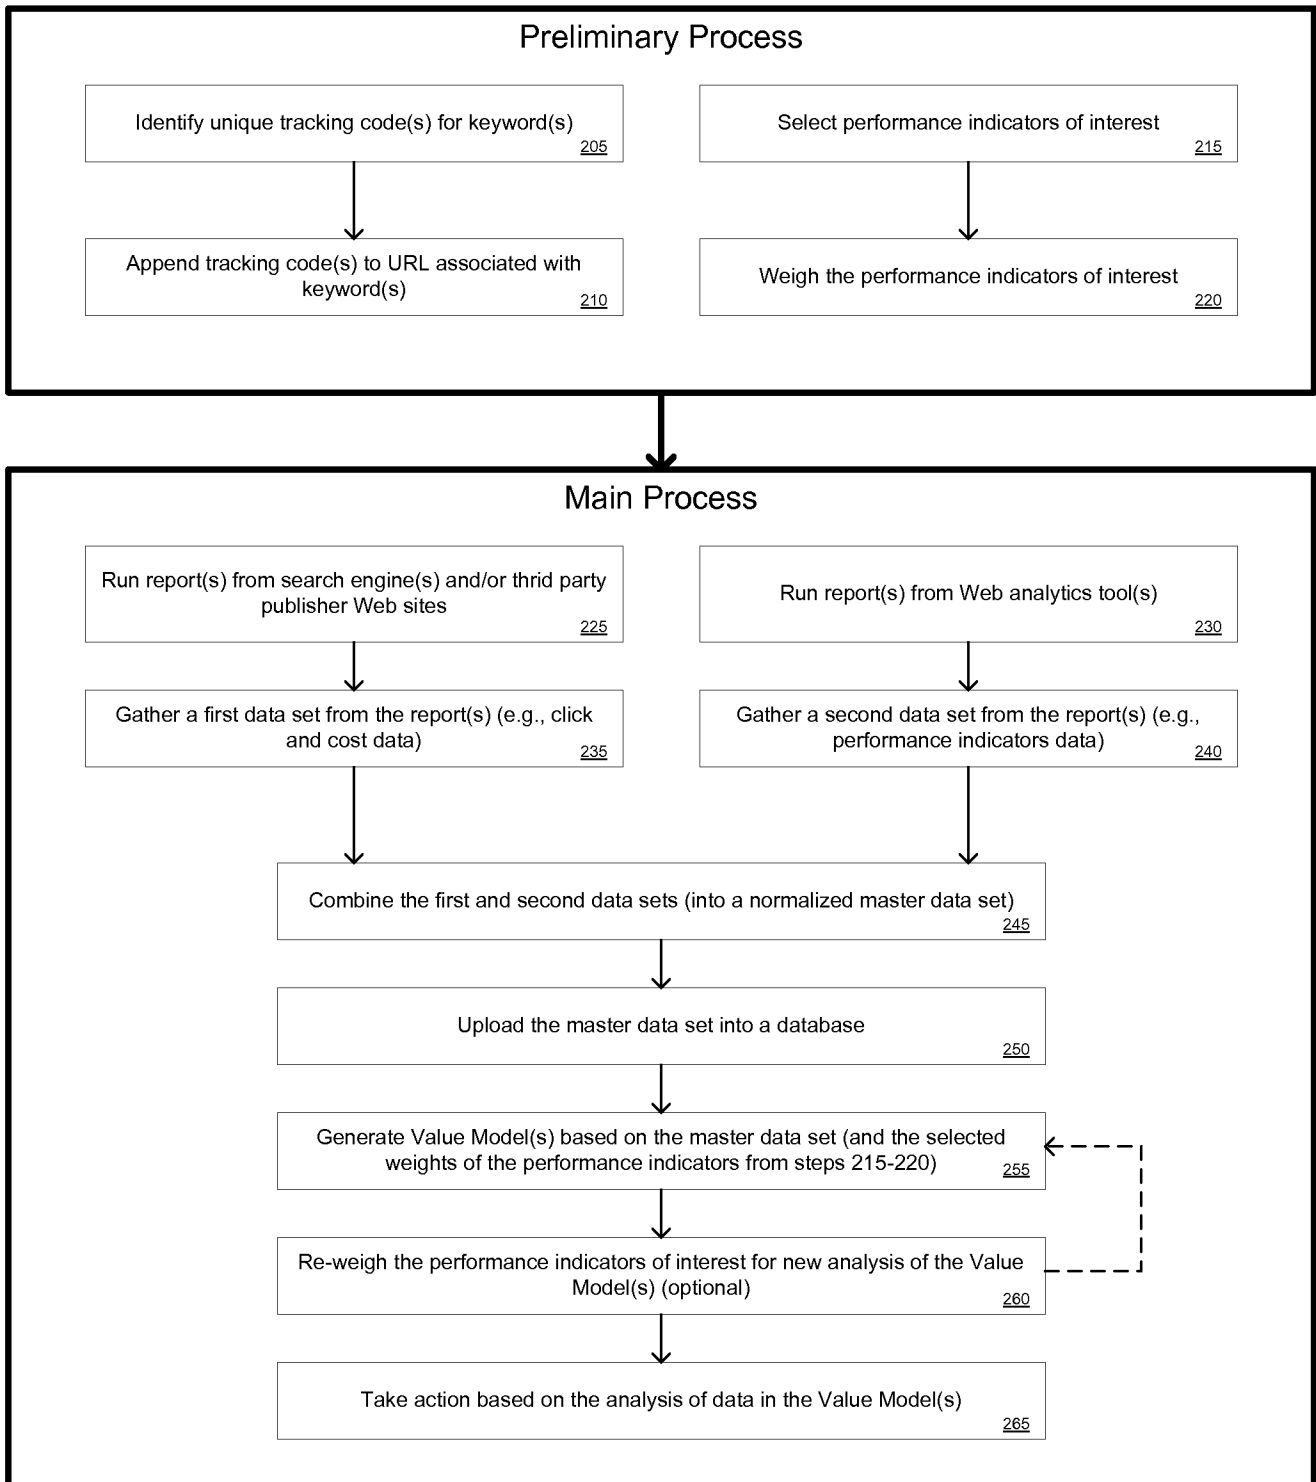 Preliminary Process
Identify unique tracking code(s) for keyword(s)
205
Select performance indicators of interest
215
Append tracking code(s) to URL associated with
keyword(s)
210
Weigh the performance indicators of interest
220
Main Process
Run report(s) from search engine(s) and/or thrid party
publisher Web sites
225
Run report(s) from Web analytics tool(s)
230
Gather a first data set from the report(s) (e.g., click
and cost data)
235
Gather a second data set from the report(s) (e.g.,
performance indicators data)
240
Combine the first and second data sets (into a normalized master data set)
245
Upload the master data set into a database
250
Generate Value Model(s) based on the master data set (and the selected
weights of the performance indicators from steps 215-220)
255
Re-weigh the performance indicators of interest for new analysis of the Value
Model(s) (optional)
260
Take action based on the analysis of data in the Value Model(s)
265